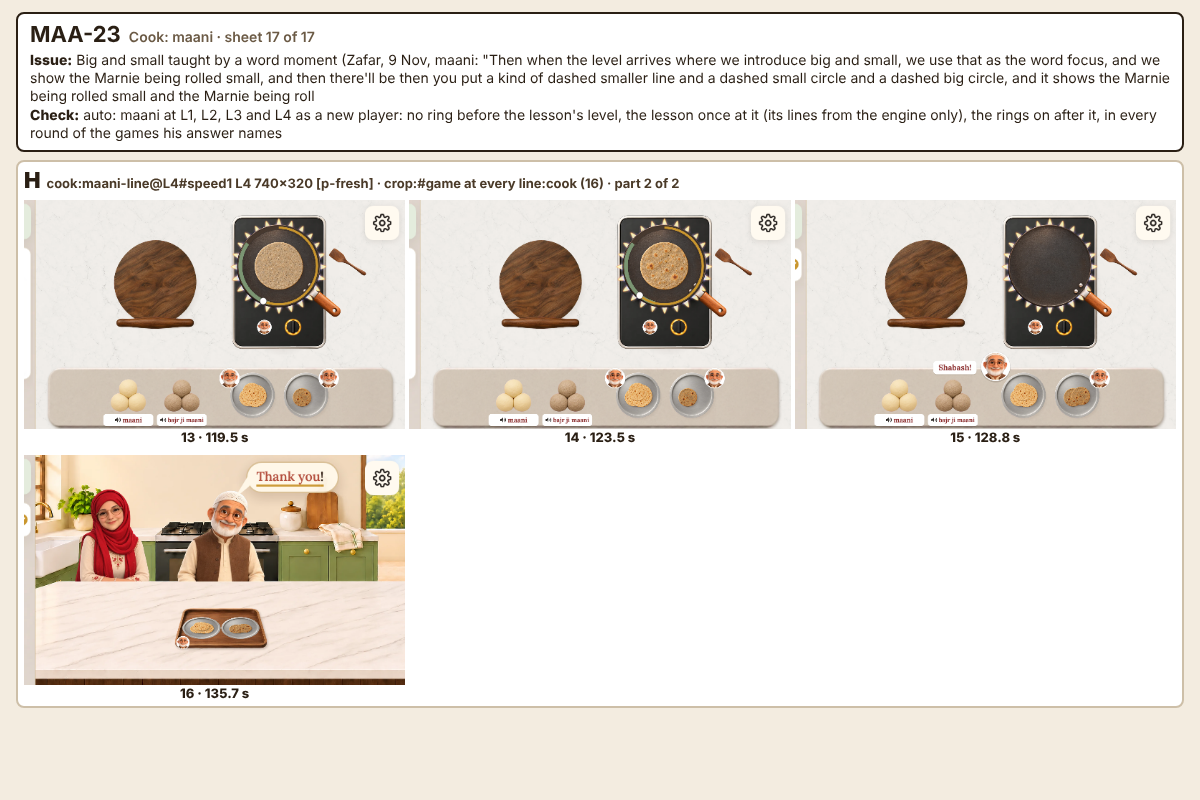 MAA-23 Cook: maani · sheet 17 of 17
Issue: Big and small taught by a word moment (Zafar, 9 Nov, maani: "Then when the level arrives where we introduce big and small, we use that as the word focus, and we
show the Marnie being rolled small, and then there'll be then you put a kind of dashed smaller line and a dashed small circle and a dashed big circle, and it shows the Marnie
being rolled small and the Marnie being roll
Check: auto: maani at L1, L2, L3 and L4 as a new player: no ring before the lesson's level, the lesson once at it (its lines from the engine only), the rings on after it, in every
round of the games his answer names
H cook:maani-line@L4#speed1 L4 740×320 [p-fresh] · crop:#game at every line:cook (16) · part 2 of 2
maani
bajr ji maani
13 · 119.5 s
maani
bajr ji maani
14 · 123.5 s
Shabash!
maani
bajr ji maani
15 · 128.8 s
Thank you!
16 · 135.7 s